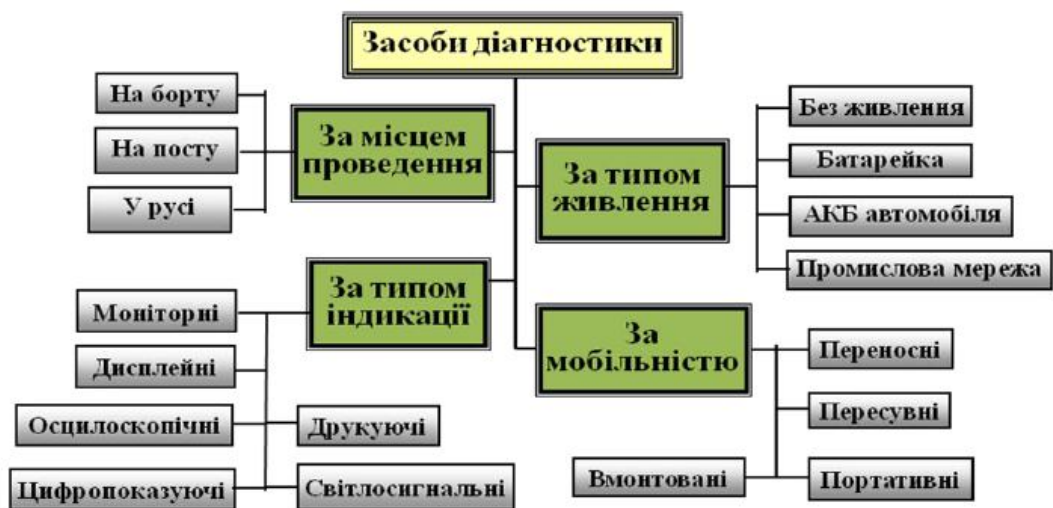 Засоби діагностики
За місцем
проведення
На борту
На посту
У русі
За типом
живлення
Без живлення
Батарейка
АКБ автомобіля
Промислова мережа
За типом
індикації
Моніторні
Дисплейні
Осцилоскопічні
Цифропоказуючі
Друкуючі
Світлосигнальні
За
мобільністю
Переносні
Пересувні
Портативні
Вмонтовані